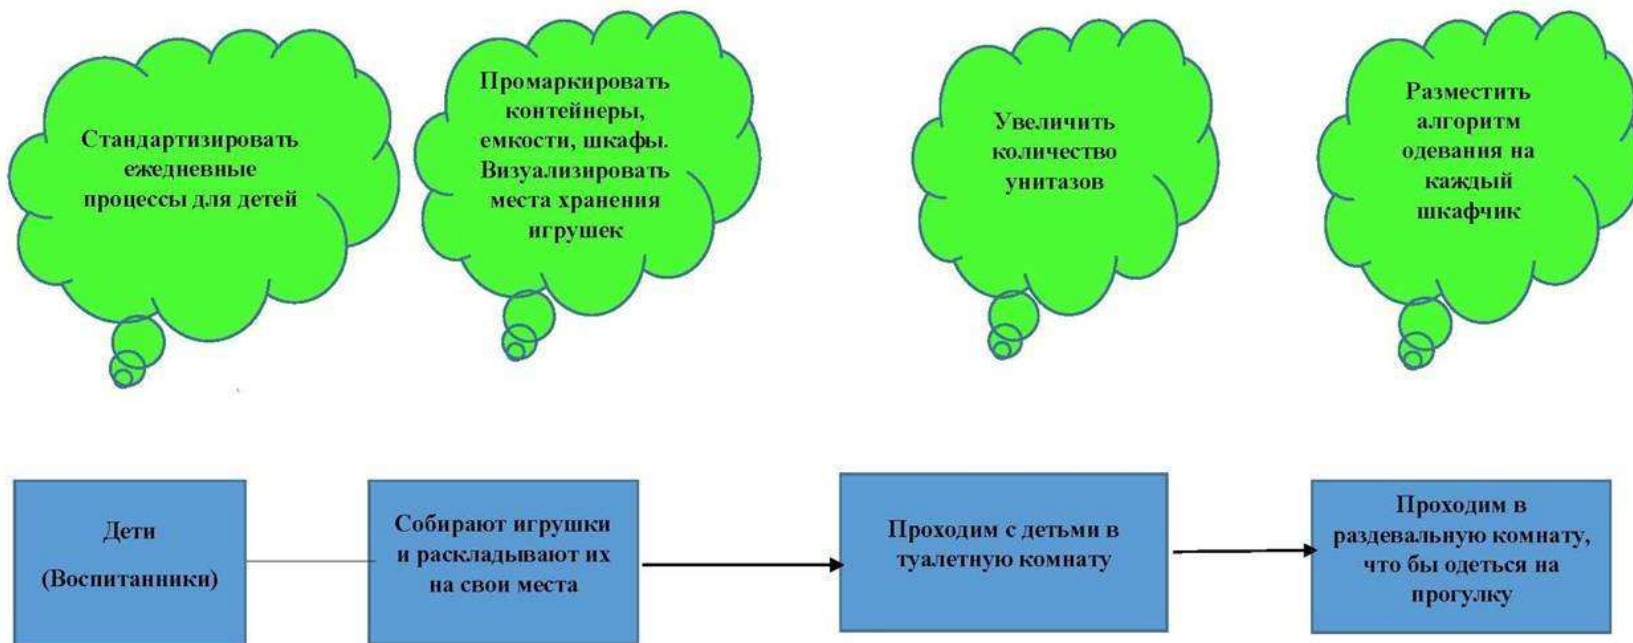 Стандартизировать
ежедневные
процессы для детей
Промаркировать
контейнеры,
емкости, шкафы.
Визуализировать
места хранения
игрушек
Увеличить
количество
унитазов
Разместить
алгоритм
одевания на
каждый
шкафчик
Дети
(Воспитанники)
Собирают игрушки
и раскладывают их
на свои места
Проходим с детьми в
туалетную комнату
Проходим в
раздевальную комнату,
что бы одеться на
прогулку